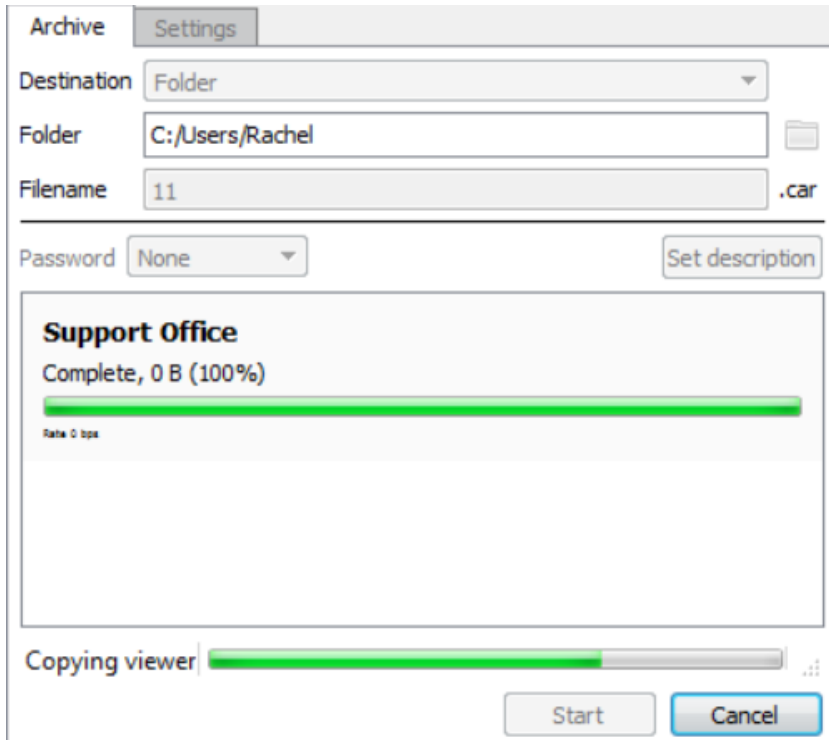 Archive Settings
Destination Folder
Folder C:/Users/Rachel
Filename 11 .car
Password None Set description
Support Office
Complete, 0 B (100%)
Rate 0 bps
Copying viewer
Start Cancel